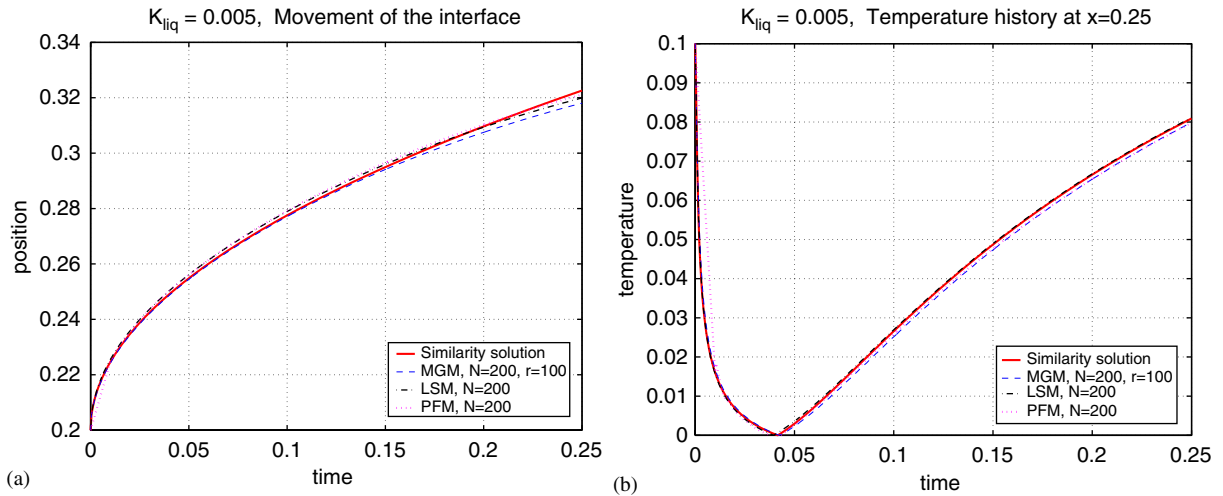 K_liq = 0.005, Movement of the interface
0.34
0.32
0.3
0.28
0.26
0.24
0.22
0.2
position
0
0.05
0.1
0.15
0.2
0.25
time
Similarity solution
MGM, N=200, r=100
LSM, N=200
PFM, N=200
(a)
K_liq = 0.005, Temperature history at x=0.25
0.1
0.09
0.08
0.07
0.06
0.05
0.04
0.03
0.02
0.01
0
temperature
0
0.05
0.1
0.15
0.2
0.25
time
Similarity solution
MGM, N=200, r=100
LSM, N=200
PFM, N=200
(b)